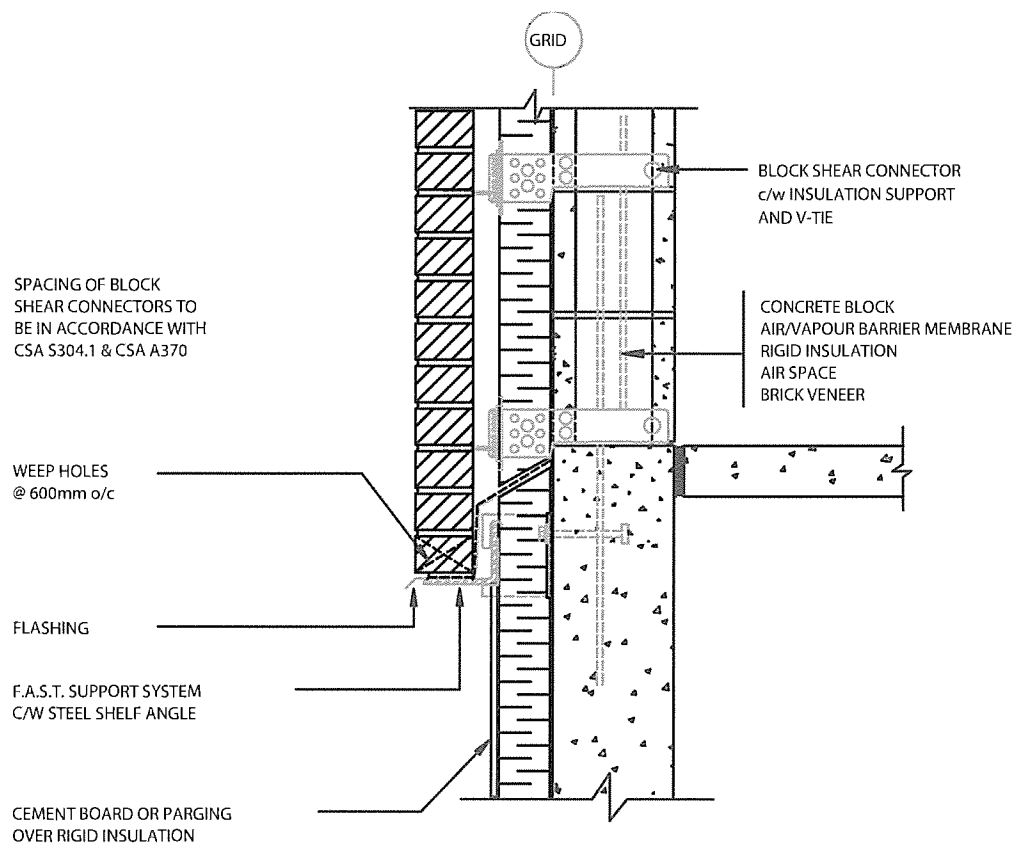 GRID
BLOCK SHEAR CONNECTOR
c/w INSULATION SUPPORT
AND V-TIE
SPACING OF BLOCK
SHEAR CONNECTORS TO
BE IN ACCORDANCE WITH
CSA S304.1 & CSA A370
CONCRETE BLOCK
AIR/VAPOUR BARRIER MEMBRANE
RIGID INSULATION
AIR SPACE
BRICK VENEER
WEEP HOLES
@ 600mm o/c
FLASHING
F.A.S.T. SUPPORT SYSTEM
C/W STEEL SHELF ANGLE
CEMENT BOARD OR PARGING
OVER RIGID INSULATION